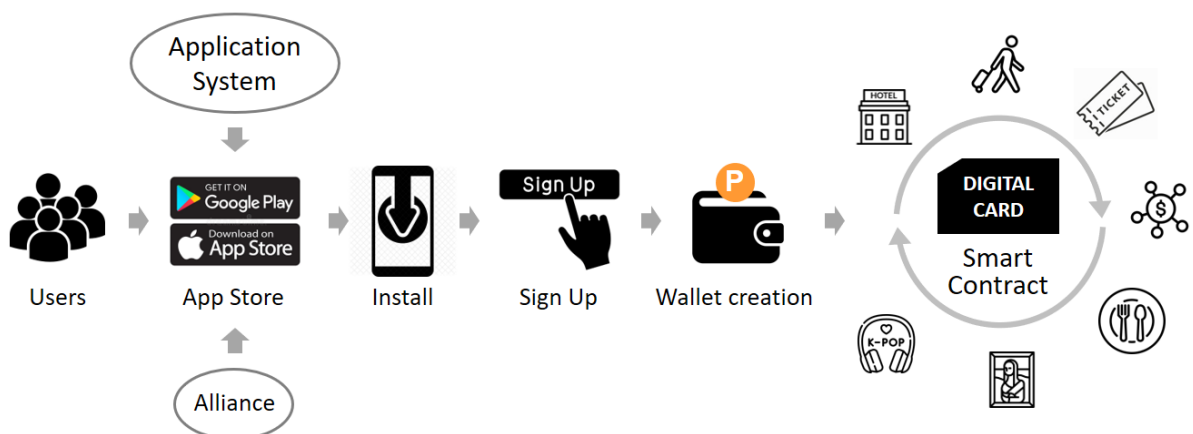 Application
System
GET IT ON
Google Play
Download on
App Store
Sign Up
P
HOTEL
TICKET
DIGITAL
CARD
$
Smart
Contract
K-POP
Users
App Store
Install
Sign Up
Wallet creation
Alliance